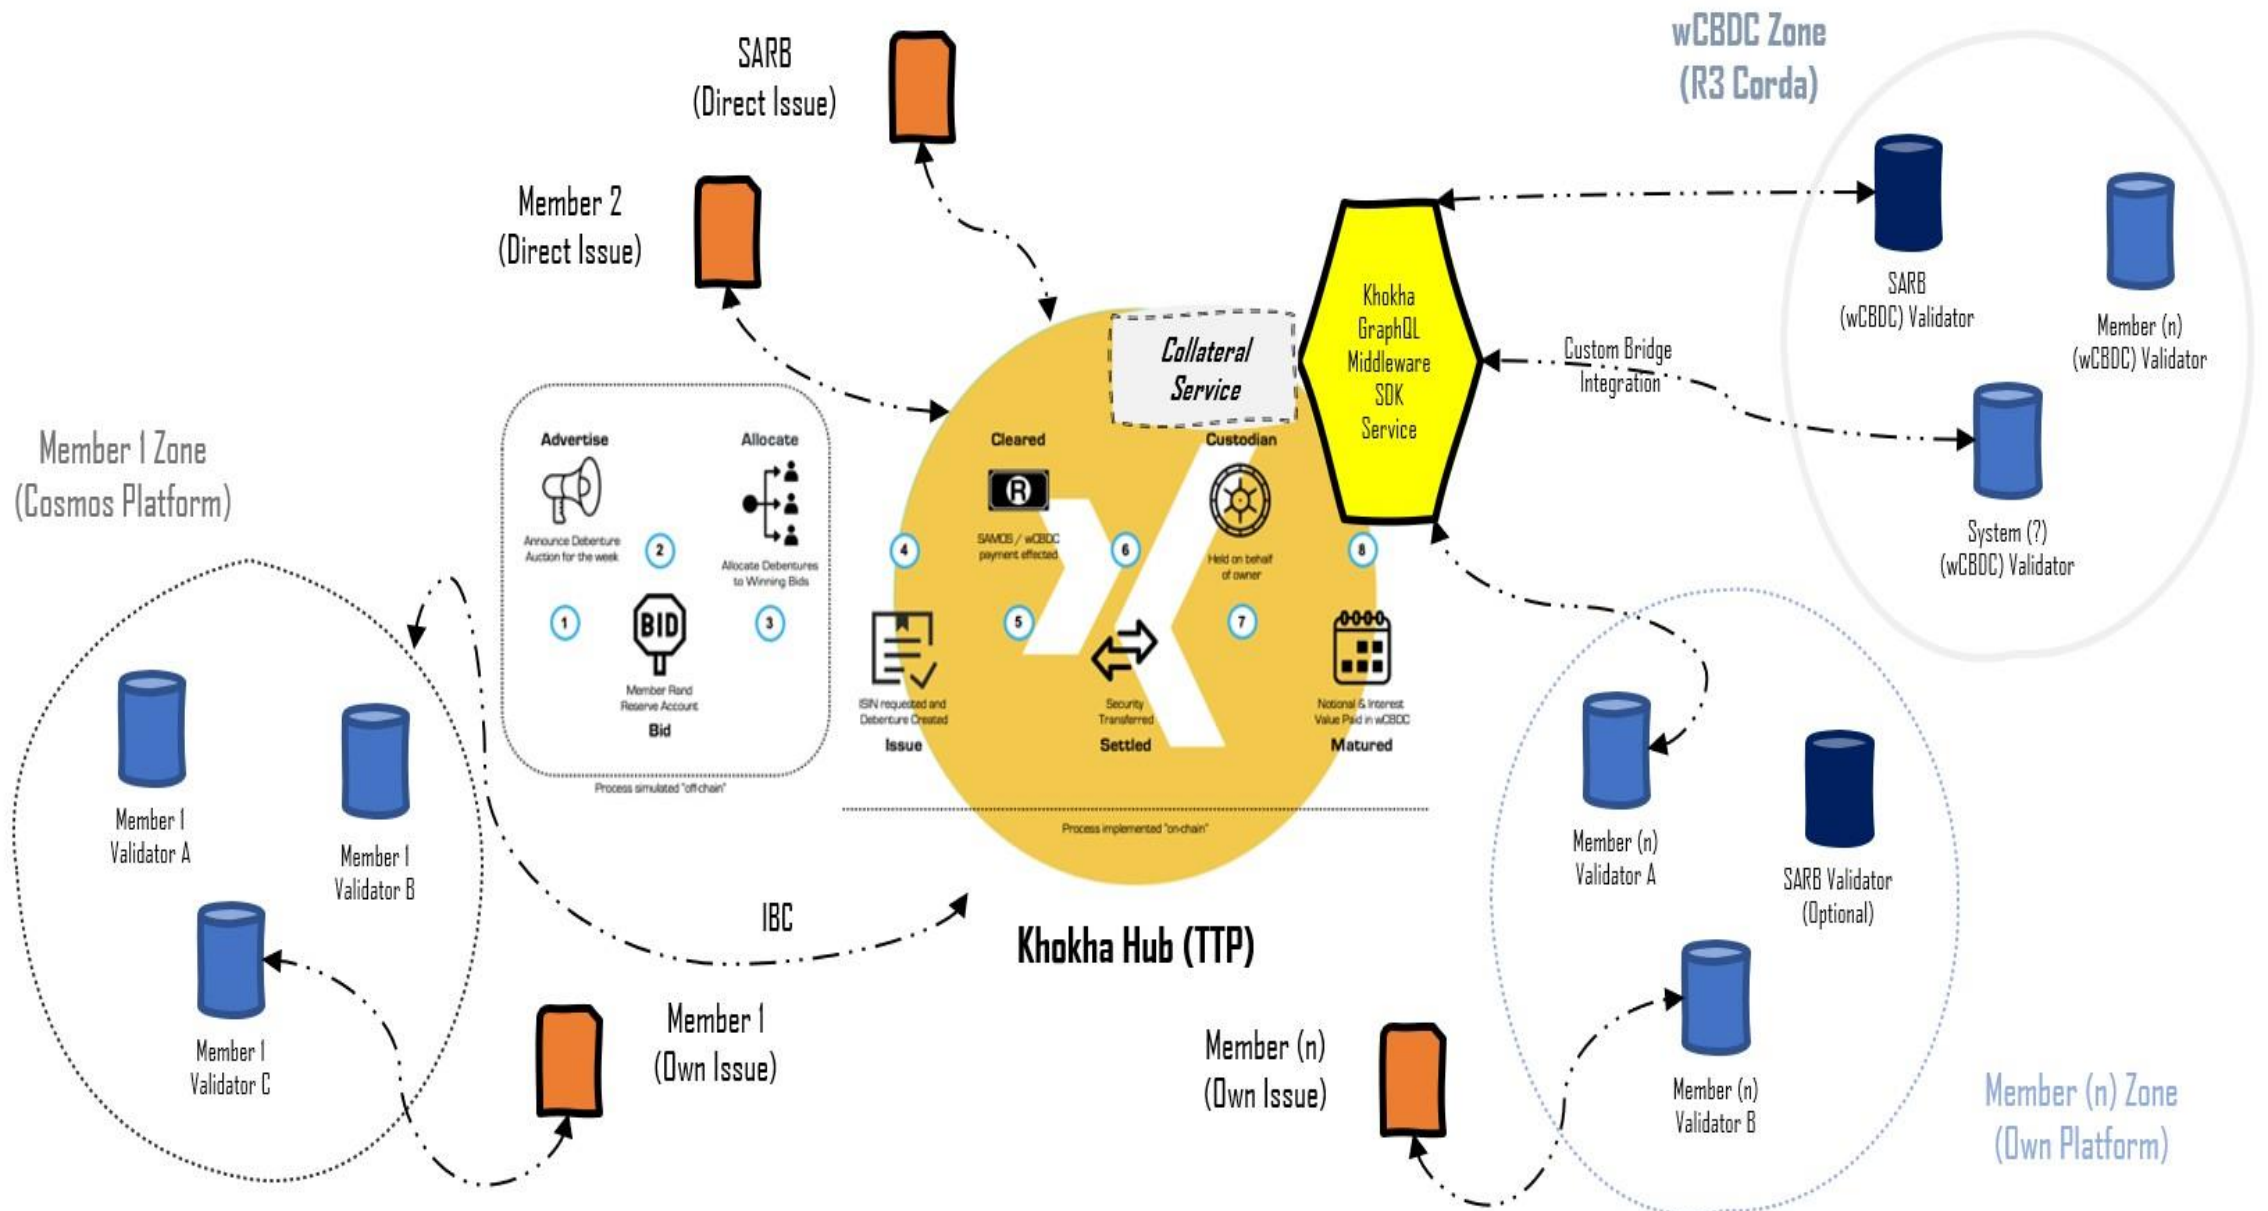 SARB
(Direct Issue)
Member 2
(Direct Issue)
wCBDC Zone
(R3 Corda)
SARB
(wCBDC) Validator
Member (n)
(wCBDC) Validator
System (?)
(wCBDC) Validator
Custom Bridge
Integration
Khokha
GraphQL
Middleware
SDK
Service
Collateral
Service
Member 1 Zone
(Cosmos Platform)
Member 1
Validator A
Member 1
Validator B
Member 1
Validator C
Advertise
Announce Debenture
Auction for the week
1
2
BID
Member Rand
Reserve Account
Bid
Allocate
Allocate Debentures
to Winning Bids
3
Process simulated "off-chain"
4
ISIN requested and
Debenture Created
Issue
Cleared
R
SAMOS / wCBDC
payment effected
5
6
Security
Transferred
Settled
Custodian
Held on behalf
of owner
7
8
Notional & Interest
Value Paid in wCBDC
Matured
Process implemented "on-chain"
Khokha Hub (TTP)
IBC
Member 1
(Own Issue)
Member (n)
(Own Issue)
Member (n)
Validator A
SARB Validator
(Optional)
Member (n)
Validator B
Member (n) Zone
(Own Platform)